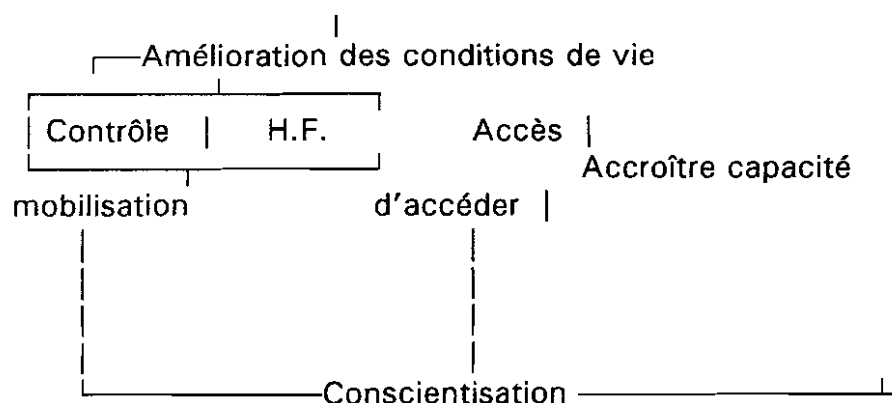 Amélioration des conditions de vie
Contrôle | H.F. Accès |
Accroître capacité
mobilisation d'accéder |
Conscientisation